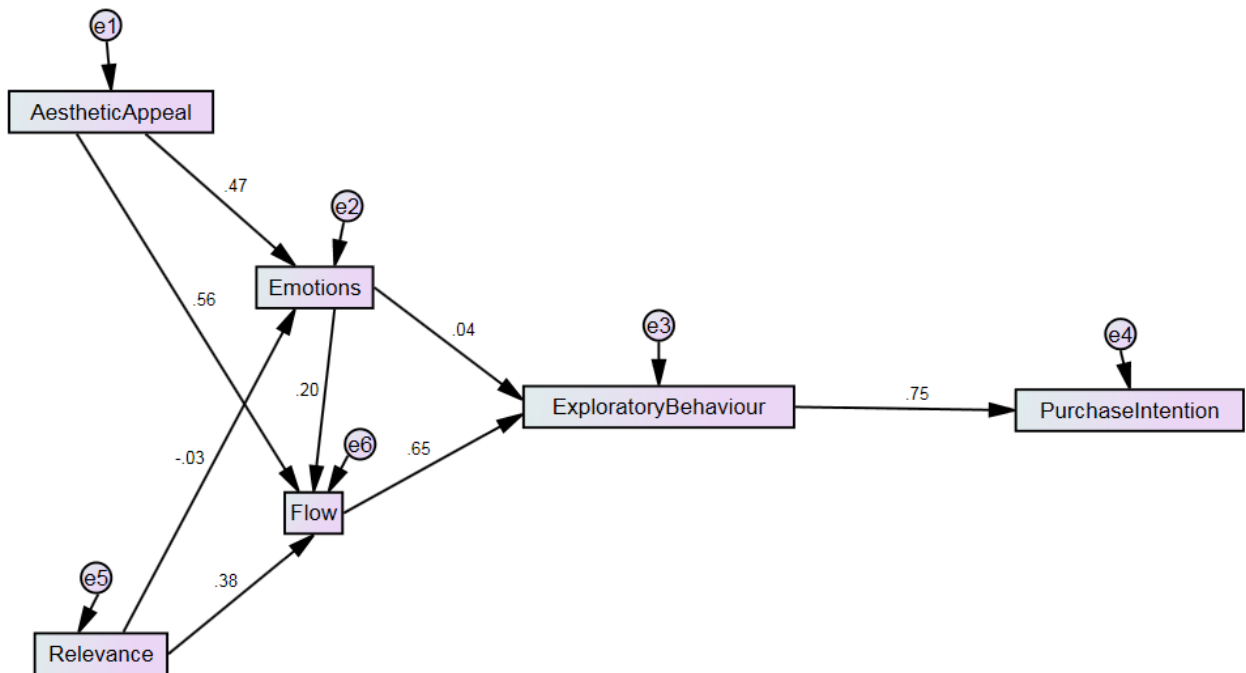 e1
AestheticAppeal
.47
e2
Emotions
.56
.04
e3
e4
ExploratoryBehaviour
.75
PurchaseIntention
.20
-.03
e6
.65
Flow
e5
.38
Relevance